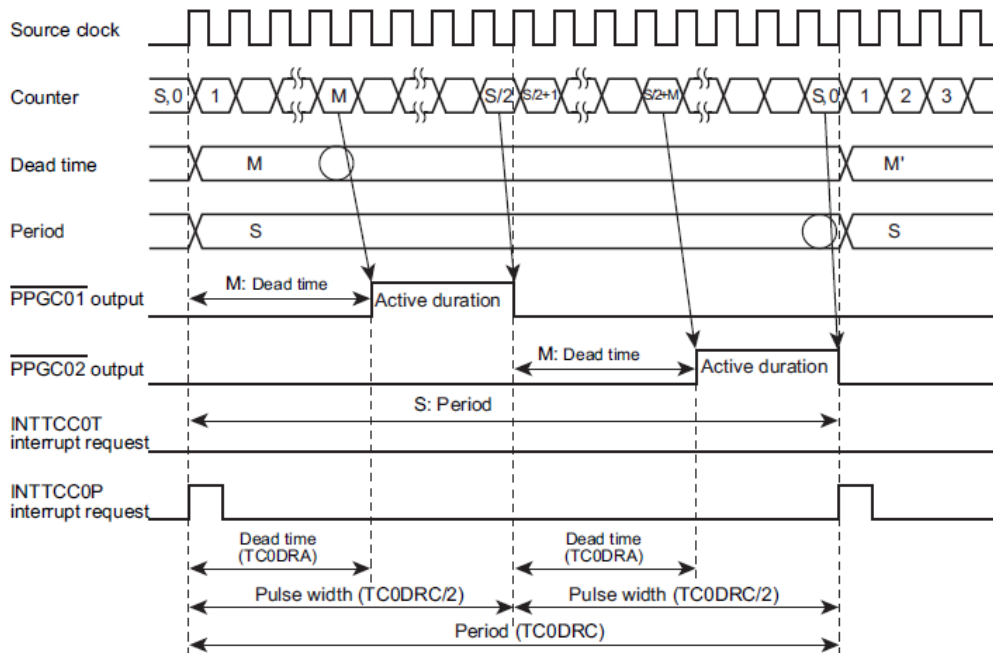 Source clock
Counter
S,0 1 M S/2 S/2+1 S/2+M S,0 1 2 3
Dead time
M M'
Period
S S
PPGC01 output
M: Dead time Active duration
PPGC02 output
M: Dead time Active duration
S: Period
INTTCC0T
interrupt request
INTTCC0P
interrupt request
Dead time
(TC0DRA)
Dead time
(TC0DRA)
Pulse width (TC0DRC/2) Pulse width (TC0DRC/2)
Period (TC0DRC)